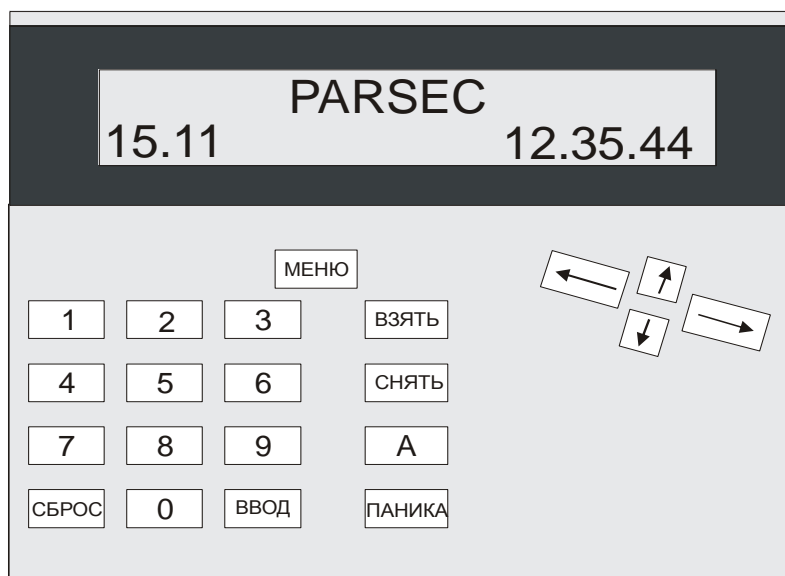 PARSEC
15.11 12.35.44
МЕНЮ
1 2 3 ВЗЯТЬ
4 5 6 СНЯТЬ
7 8 9 А
СБРОС 0 ВВОД ПАНИКА